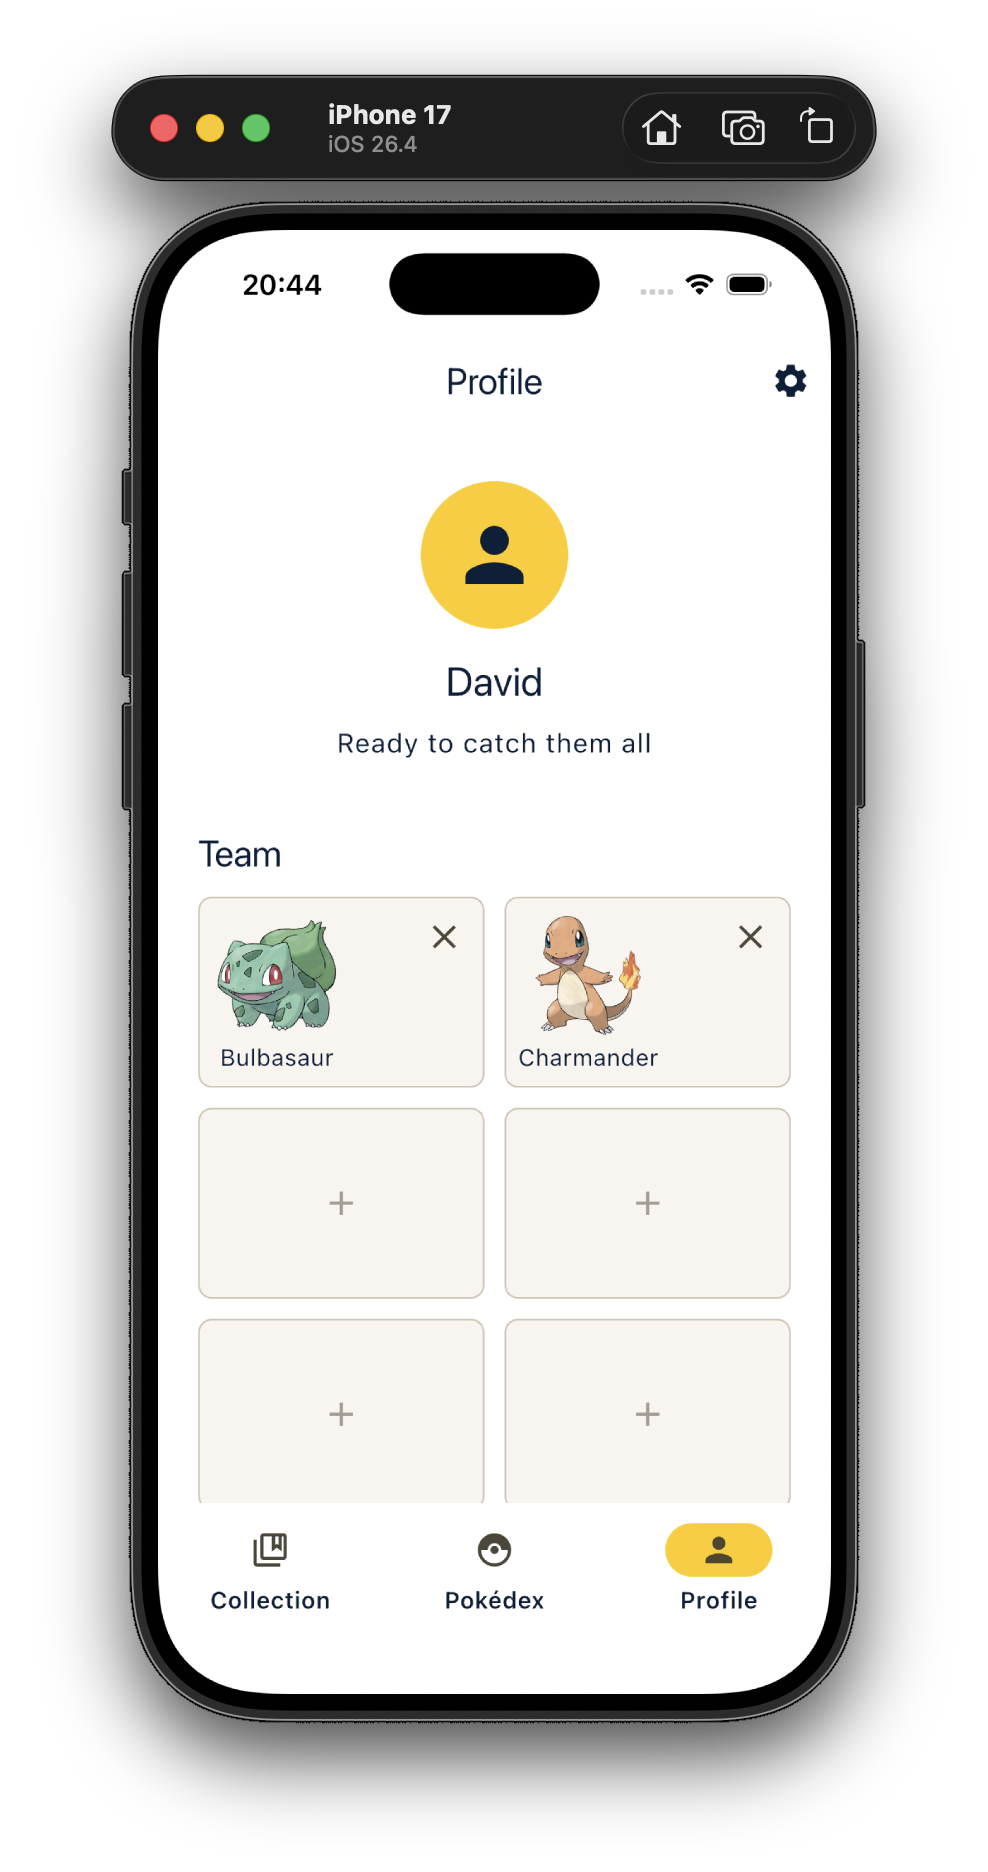 iPhone 17
iOS 26.4
20:44
Profile
David
Ready to catch them all
Team
Bulbasaur
Charmander
Collection
Pokédex
Profile